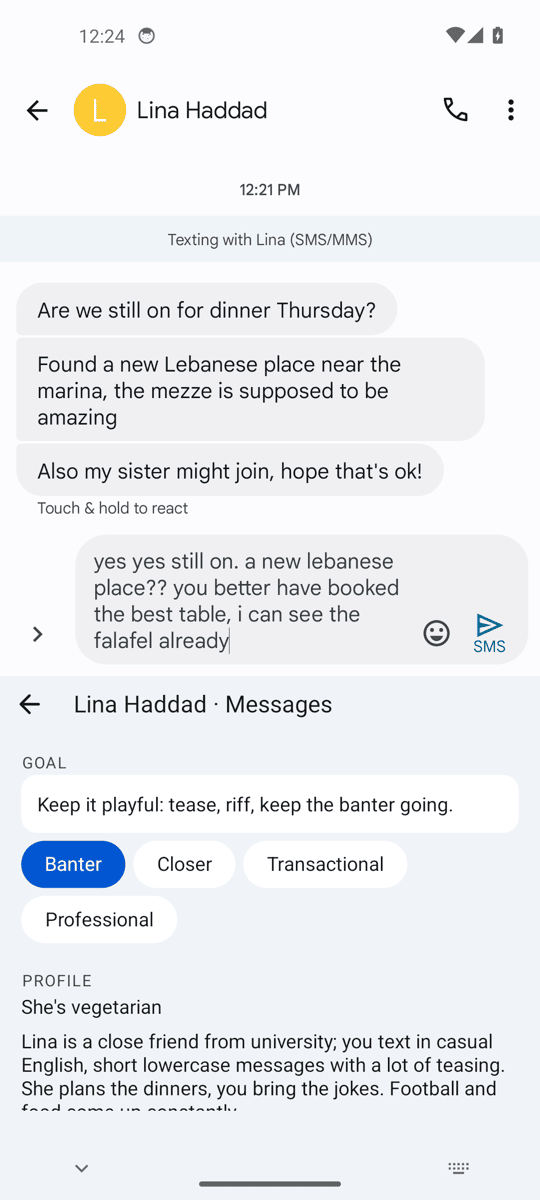 12:24
L
Lina Haddad
12:21 PM
Texting with Lina (SMS/MMS)
Are we still on for dinner Thursday?
Found a new Lebanese place near the
marina, the mezze is supposed to be
amazing
Also my sister might join, hope that's ok!
Touch & hold to react
yes yes still on. a new lebanese
place?? you better have booked
the best table, i can see the
falafel already
SMS
Lina Haddad · Messages
GOAL
Keep it playful: tease, riff, keep the banter going.
Banter
Closer
Transactional
Professional
PROFILE
She's vegetarian
Lina is a close friend from university; you text in casual
English, short lowercase messages with a lot of teasing.
She plans the dinners, you bring the jokes. Football and